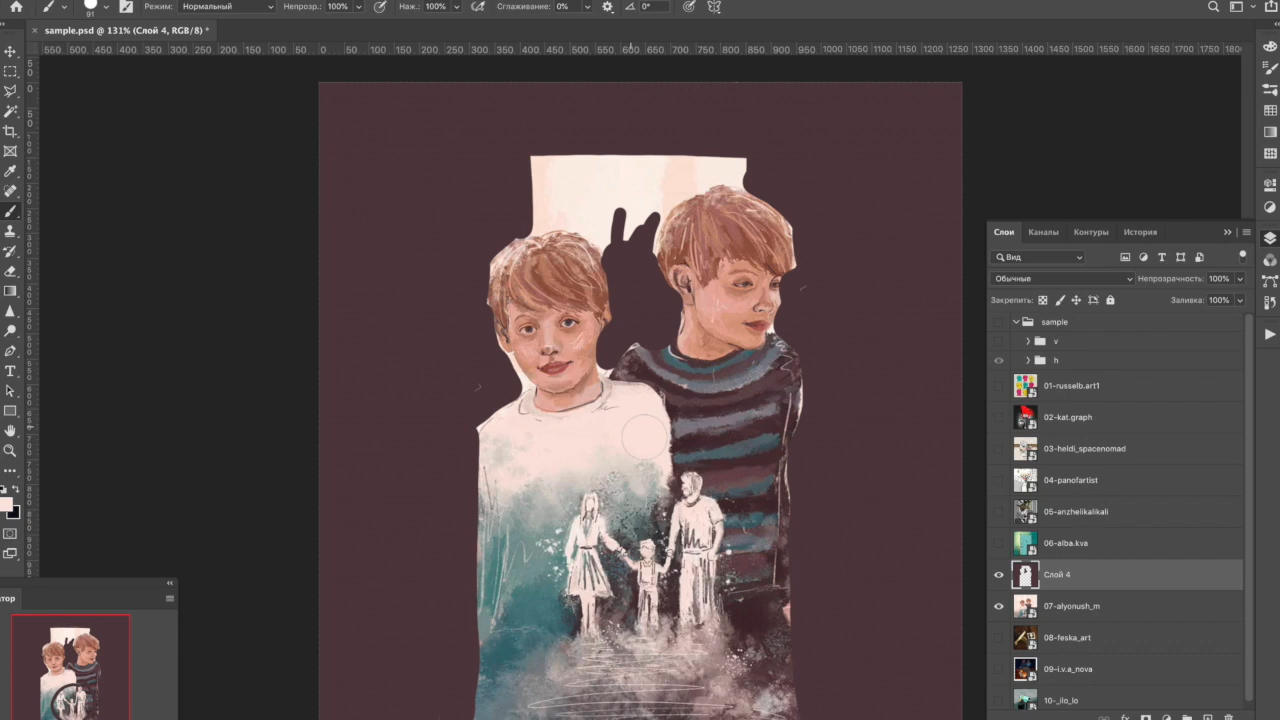 Режим: Нормальный Непрозр.: 100% Наж.: 100% Сглаживание: 0% 0°
91
sample.psd @ 131% (Слой 4, RGB/8) *
550 500 450 400 350 300 250 200 150 100 50 0 50 100 150 200 250 300 350 400 450 500 550 600 650 700 750 800 850 900 950 1000 1050 1100 1150 1200 1250 1300 1350 1400 1450 1500 1550 1600 1650 1700 1750 1800
Слои Каналы Контуры История
Вид
Обычные Непрозрачность: 100%
Закрепить: Заливка: 100%
sample
v
h
01-russelb.art1
02-kat.graph
03-heldi_spacenomad
04-panofartist
05-anzhelikalikali
06-alba.kva
Слой 4
07-alyonush_m
08-feska_art
09-i.v.a_nova
10-_ilo_lo
тор